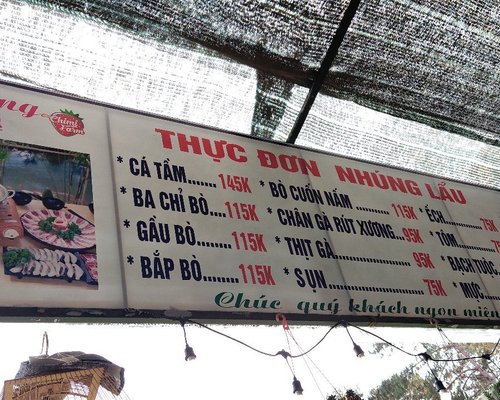 Chimi Farm
THỰC ĐƠN NHÚNG LẨU
* CÁ TẦM....... 145K
* BA CHỈ BÒ..... 115K
* GẦU BÒ........ 115K
* BẮP BÒ........ 115K
* BÒ CUỐN NẤM .......... 115K
* CHÂN GÀ RÚT XƯƠNG... 95K
* THỊT GÀ ................ 95K
* SỤN .................... 75K
* ẾCH........ 75K
* TÔM
* BẠCH TUỘC
* MỰC
Chúc quý khách ngon miệng